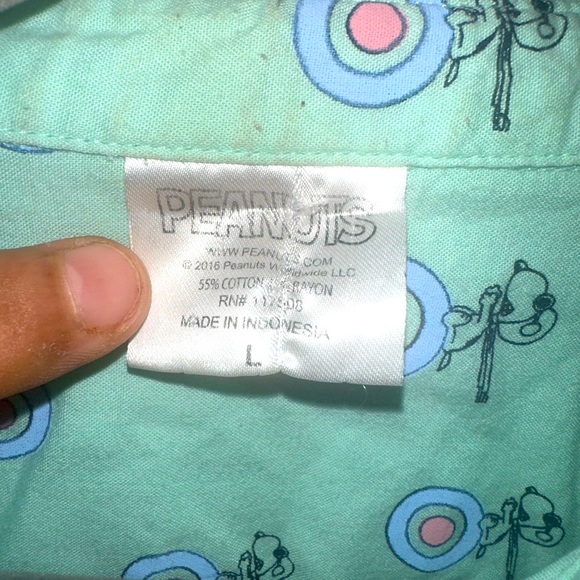 PEANUTS
WWW.PEANUTS.COM
© 2016 Peanuts Worldwide LLC
55% COTTON RAYON
RN#
MADE IN INDONESIA
L